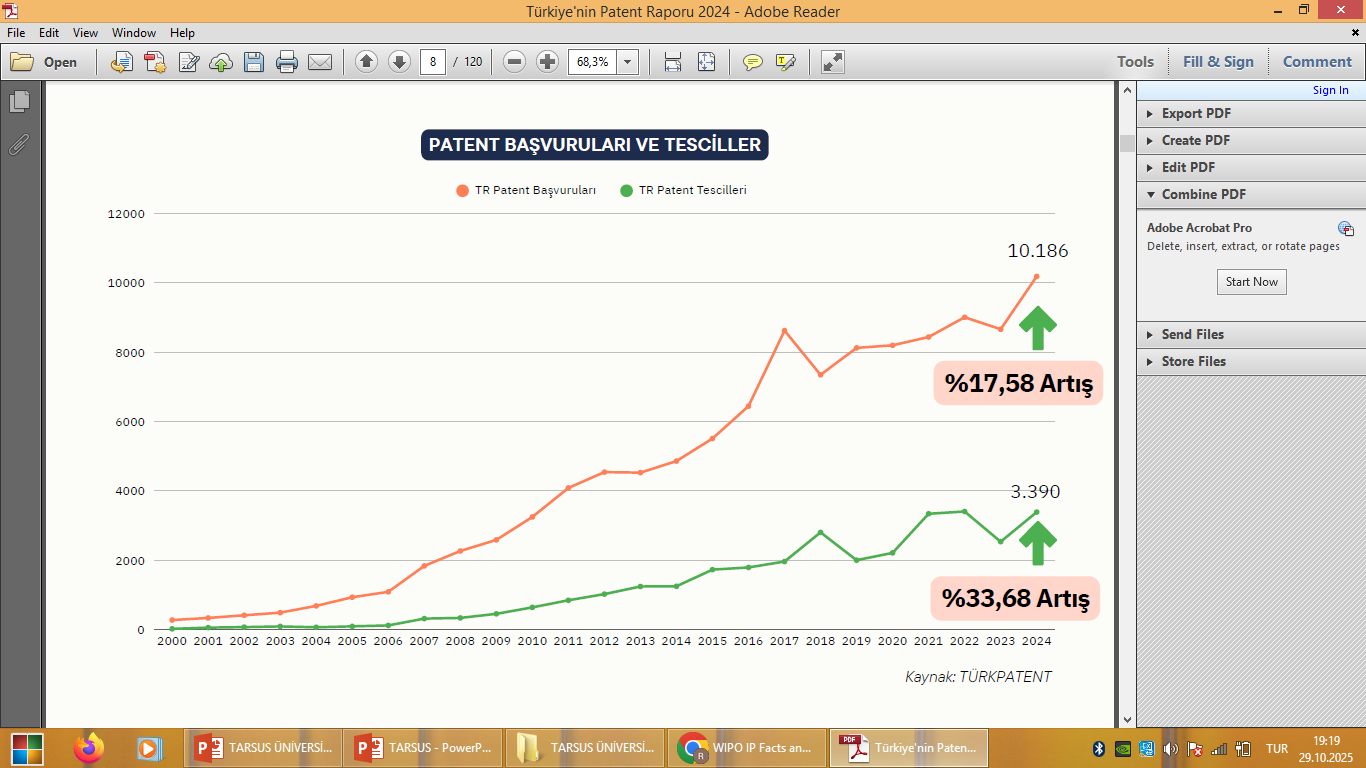 Türkiye'nin Patent Raporu 2024 - Adobe Reader
File Edit View Window Help
Open 8 / 120 68,3% Tools Fill & Sign Comment
Sign In
Export PDF
Create PDF
Edit PDF
Combine PDF
Adobe Acrobat Pro
Delete, insert, extract, or rotate pages
Start Now
Send Files
Store Files
PATENT BAŞVURULARI VE TESCİLLER
TR Patent Başvuruları TR Patent Tescilleri
12000
10.186
10000
8000
%17,58 Artış
6000
4000
3.390
2000
%33,68 Artış
0
2000 2001 2002 2003 2004 2005 2006 2007 2008 2009 2010 2011 2012 2013 2014 2015 2016 2017 2018 2019 2020 2021 2022 2023 2024
Kaynak: TÜRKPATENT
TARSUS ÜNİVERSİ... TARSUS - PowerP... TARSUS ÜNİVERSİ... WIPO IP Facts an... Türkiye'nin Paten... TUR 19:19
29.10.2025